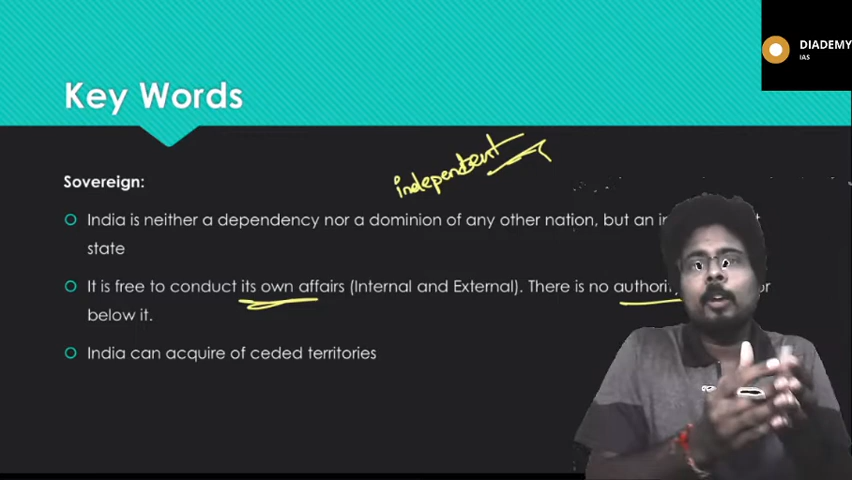 DIADEMY
IAS
Key Words
independent
Sovereign:
India is neither a dependency nor a dominion of any other nation, but an
state
It is free to conduct its own affairs (Internal and External). There is no
below it.
India can acquire of ceded territories